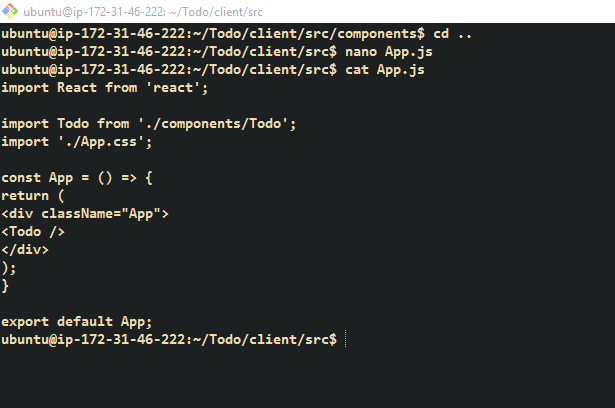 ubuntu@ip-172-31-46-222: ~/Todo/client/src
ubuntu@ip-172-31-46-222:~/Todo/client/src/components$ cd ..
ubuntu@ip-172-31-46-222:~/Todo/client/src$ nano App.js
ubuntu@ip-172-31-46-222:~/Todo/client/src$ cat App.js
import React from 'react';

import Todo from './components/Todo';
import './App.css';

const App = () => {
return (
<div className="App">
<Todo />
</div>
);
}

export default App;
ubuntu@ip-172-31-46-222:~/Todo/client/src$